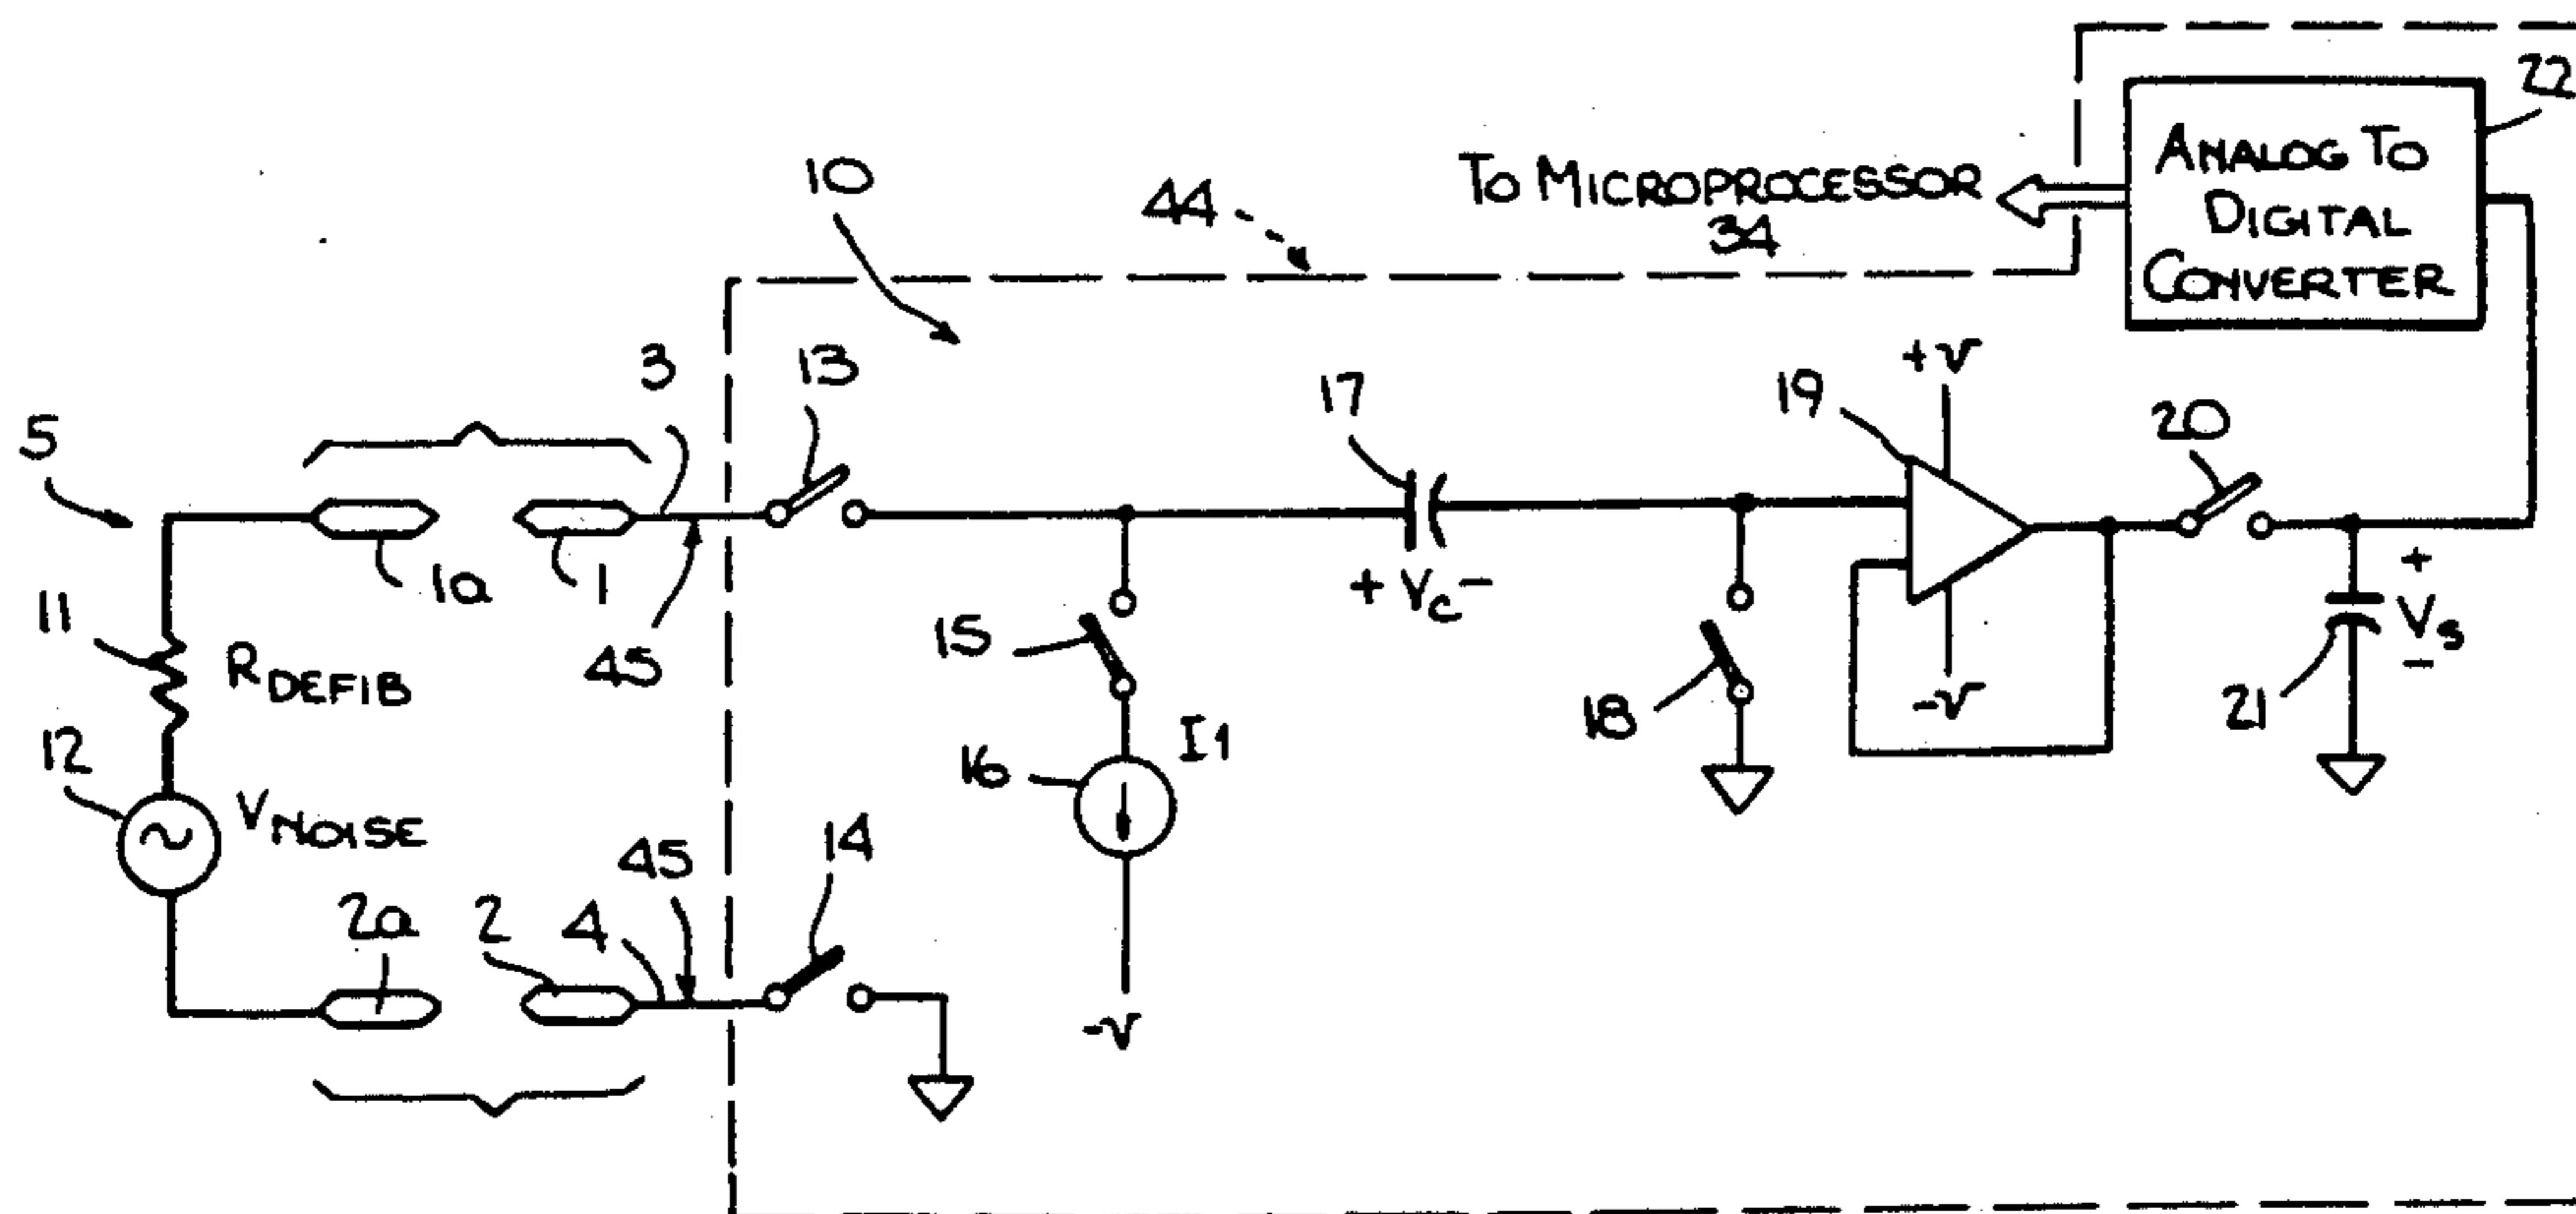 22
ANALOG TO
DIGITAL
CONVERTER
TO MICROPROCESSOR
34
10
44
3
13
17
19
+V
20
5
1a
1
45
+ Vc -
15
18
-V
+
Vs
-
21
11
RDEFIB
I1
16
12
VNOISE
45
14
2a
2
4
-V